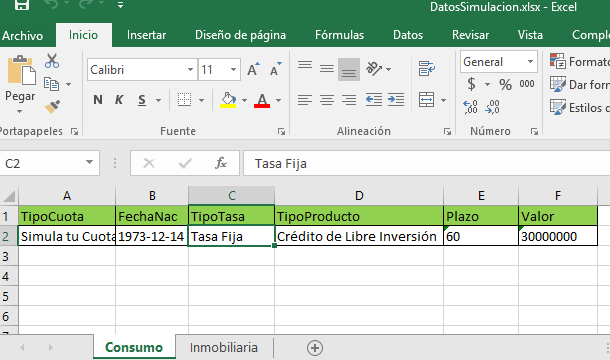 DatosSimulacion.xlsx - Excel
Archivo Inicio Diseño de página Fórmulas Datos Revisar Vista Comple
Calibri 11 A A General Formato
Pegar N K S A $ % 000 Dar form
Estilos d
Portapapeles Fuente Alineación Número
C2 fx Tasa Fija
A B C D E F
1 TipoCuota FechaNac TipoTasa TipoProducto Plazo Valor
2 Simula tu Cuota 1973-12-14 Tasa Fija Crédito de Libre Inversión 60 30000000
3
4
5
6
Consumo Inmobiliaria